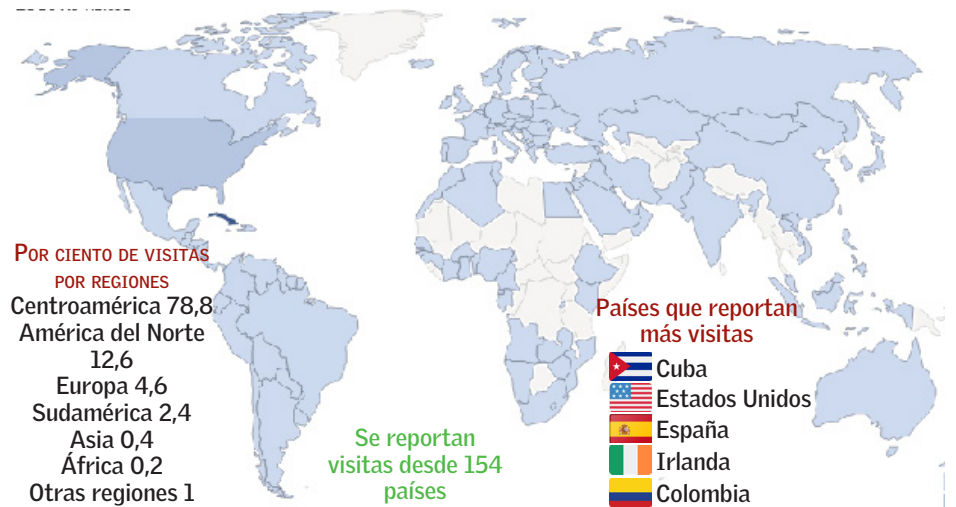 POR CIENTO DE VISITAS
POR REGIONES
Centroamérica 78,8
América del Norte
12,6
Europa 4,6
Sudamérica 2,4
Asia 0,4
África 0,2
Otras regiones 1
Se reportan
visitas desde 154
países
Países que reportan
más visitas
Cuba
Estados Unidos
España
Irlanda
Colombia